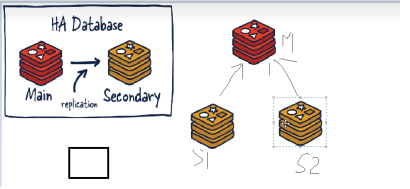 HA Database
Main
replication
Secondary
M
S1
S2